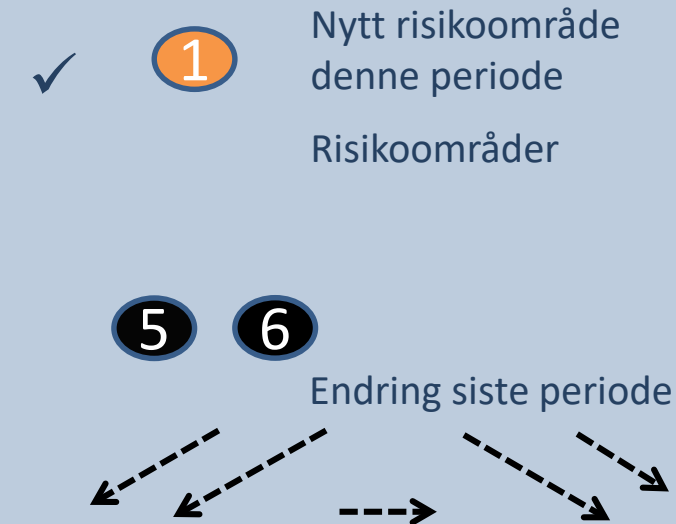 ✓ 1 Nytt risikoområde
denne periode
Risikoområder
5 6
Endring siste periode